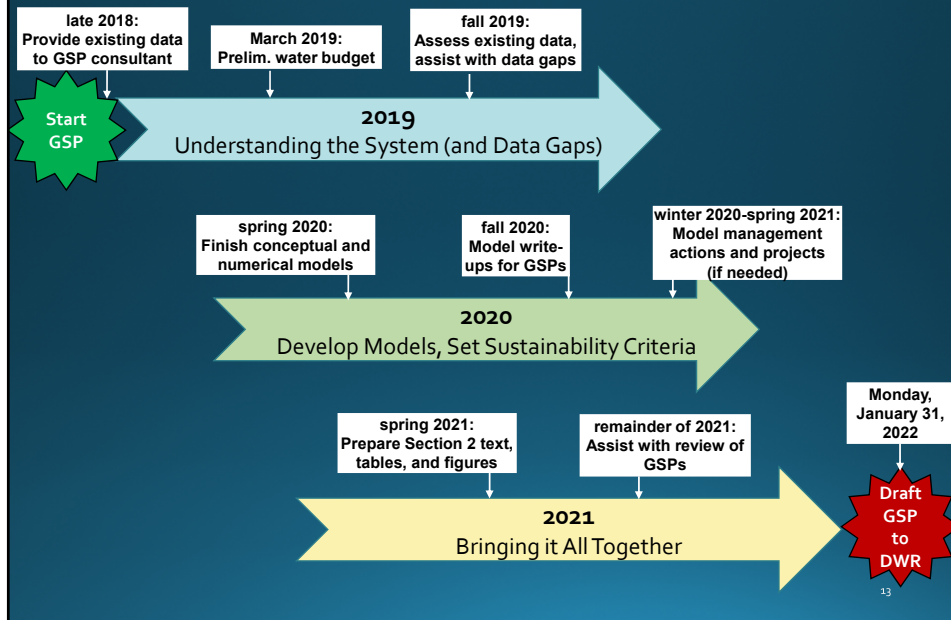 late 2018:
Provide existing data
to GSP consultant
March 2019:
Prelim. water budget
fall 2019:
Assess existing data,
assist with data gaps
Start
GSP
2019
Understanding the System (and Data Gaps)
spring 2020:
Finish conceptual and
numerical models
fall 2020:
Model write-
ups for GSPs
winter 2020-spring 2021:
Model management
actions and projects
(if needed)
2020
Develop Models, Set Sustainability Criteria
spring 2021:
Prepare Section 2 text,
tables, and figures
remainder of 2021:
Assist with review of
GSPs
Monday,
January 31,
2022
2021
Bringing it All Together
Draft
GSP
to
DWR
13